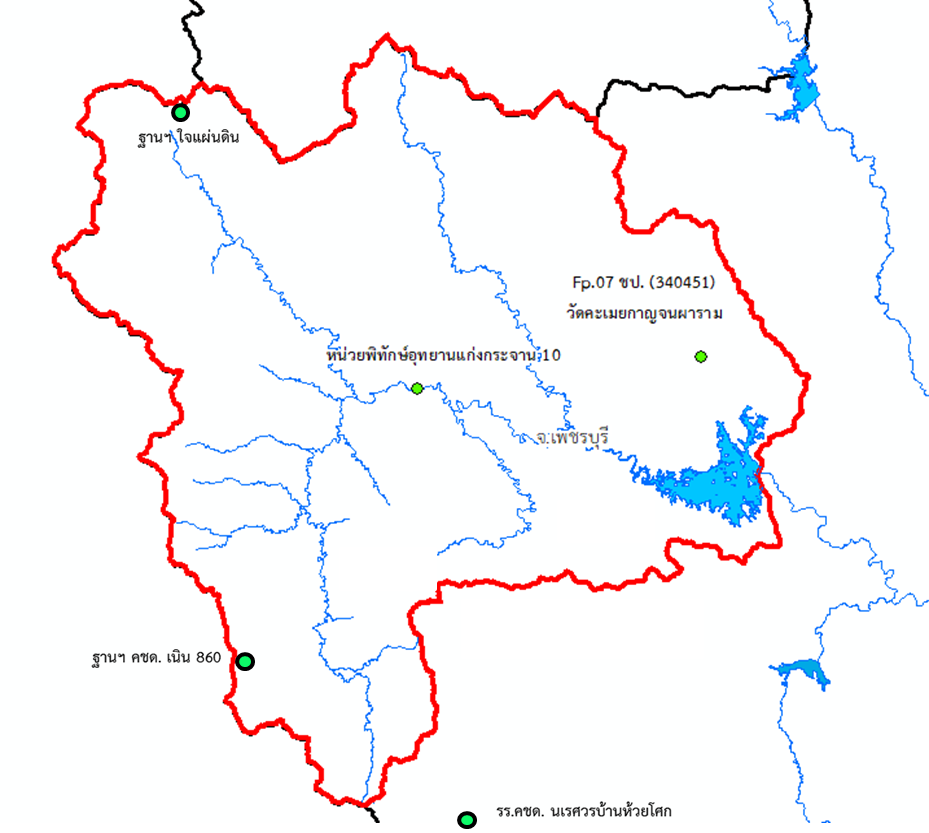 ฐานฯ ใจแผ่นดิน
Fp.07 ชป. (340451)
วัดคะเมยกาญจนผาราม
หน่วยพิทักษ์อุทยานแก่งกระจาน 10
จ.เพชรบุรี
ฐานฯ คชด. เนิน 860
รร.คชด. นเรศวรบ้านห้วยโศก